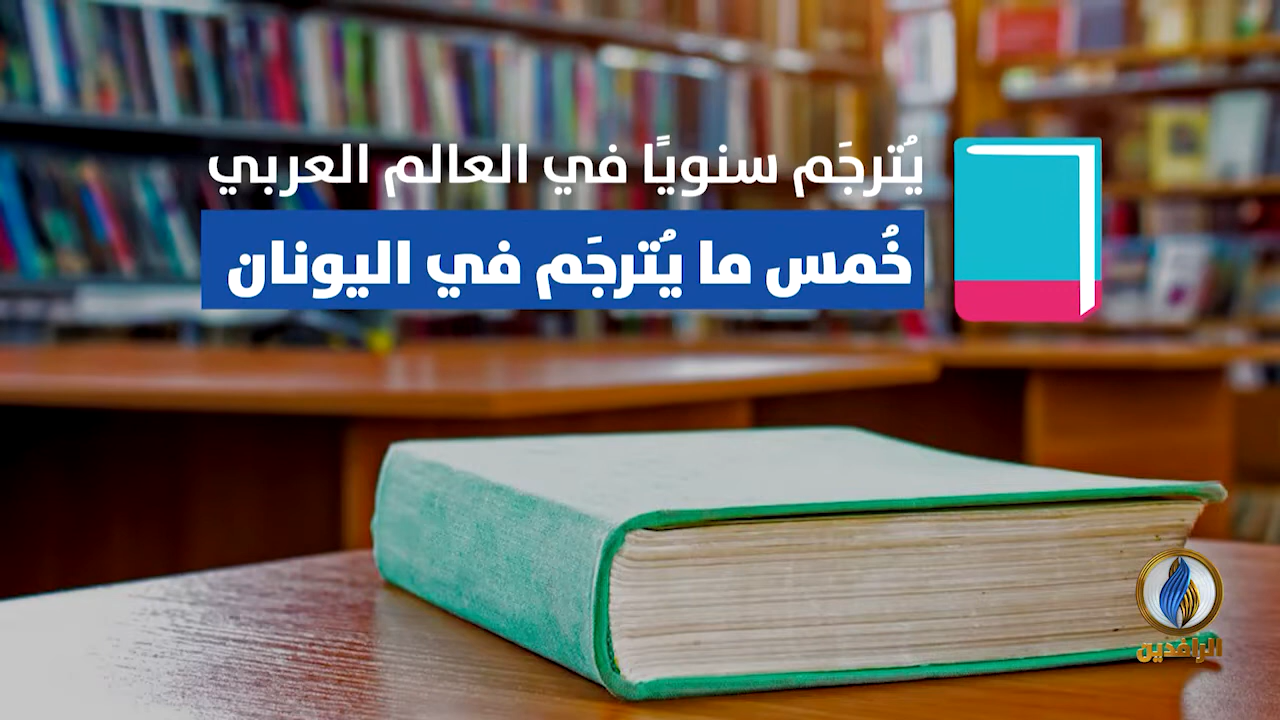 يُترجَم سنويًا في العالم العربي
خُمس ما يُترجَم في اليونان
الرافدين